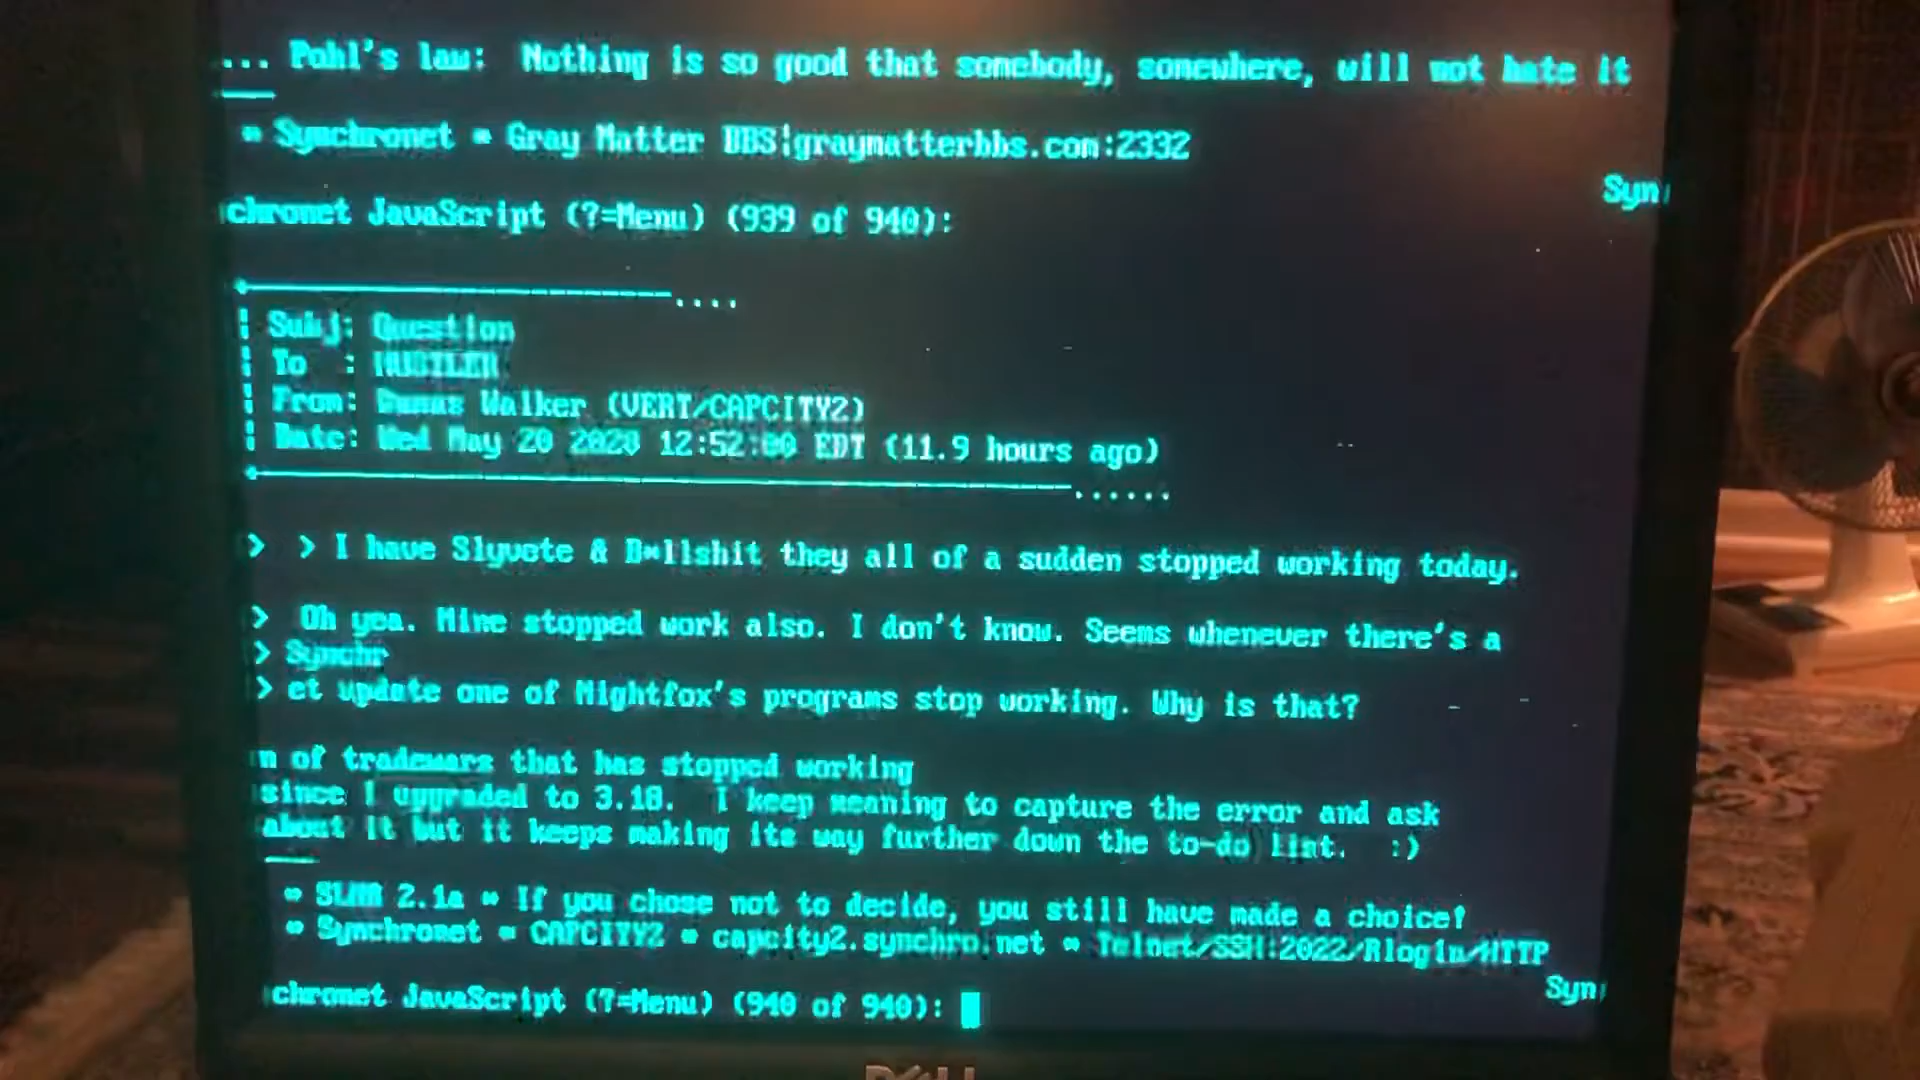 ... Pohl's law: Nothing is so good that somebody, somewhere, will not hate it
* Synchronet * Gray Matter BBS|graymatterbbs.com:2332
Syn
chronet JavaScript (?=Menu) (939 of 940):
....
Subj: Question
To : HUSTLER
From: Dumas Walker (VERT/CAPCITY2)
Date: Wed May 20 2020 12:52:00 EDT (11.9 hours ago)
......
> > I have Slyvote & B*llshit they all of a sudden stopped working today.
> Oh yea. Mine stopped work also. I don't know. Seems whenever there's a
> Synchr
> et update one of Nightfox's programs stop working. Why is that?
n of tradewars that has stopped working
since I upgraded to 3.18. I keep meaning to capture the error and ask
about it but it keeps making its way further down the to-do list. :)
* SLMR 2.1a * If you chose not to decide, you still have made a choice!
* Synchronet * CAPCITY2 * capcity2.synchro.net * Telnet/SSH:2022/Rlogin/HTTP
Syn
chronet JavaScript (?=Menu) (940 of 940):
DELL